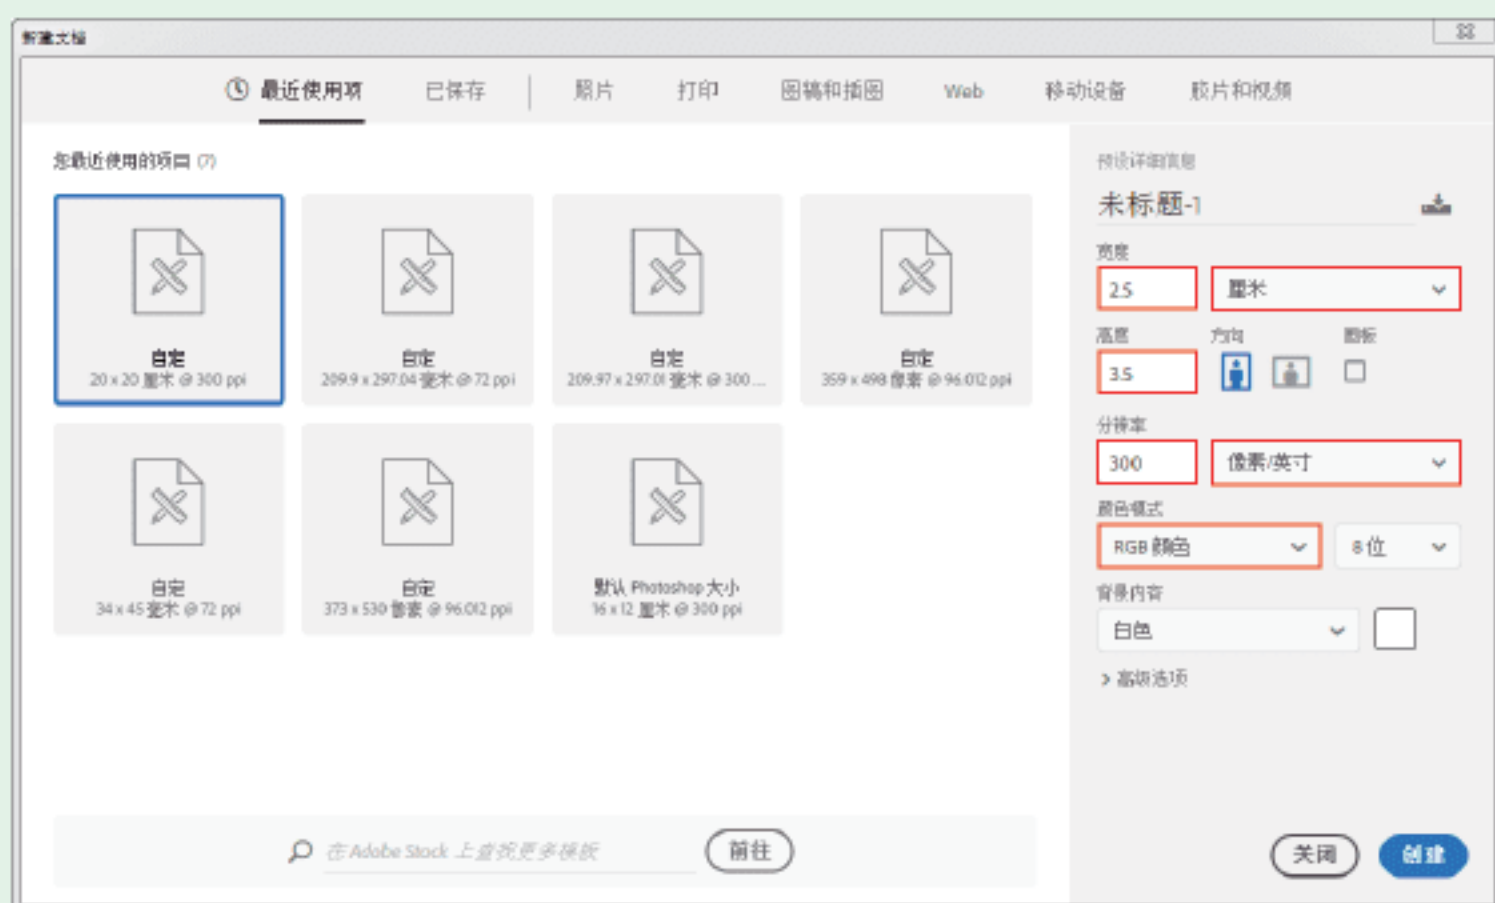 新建文档
最近使用项 已保存 照片 打印 图稿和插图 Web 移动设备 胶片和视频
您最近使用的项目 (7)
自定
20 x 20 厘米 @ 300 ppi
自定
209.9 x 297.04 毫米 @ 72 ppi
自定
209.97 x 297.01 毫米 @ 300 ...
自定
359 x 498 像素 @ 96.012 ppi
自定
34 x 45 毫米 @ 72 ppi
自定
373 x 530 像素 @ 96.012 ppi
默认 Photoshop 大小
16 x 12 厘米 @ 300 ppi
在 Adobe Stock 上查找更多模板
前往
预设详细信息
未标题-1
宽度
2.5 厘米
高度 方向 画板
3.5
分辨率
300 像素/英寸
颜色模式
RGB 颜色 8 位
背景内容
白色
高级选项
关闭 创建